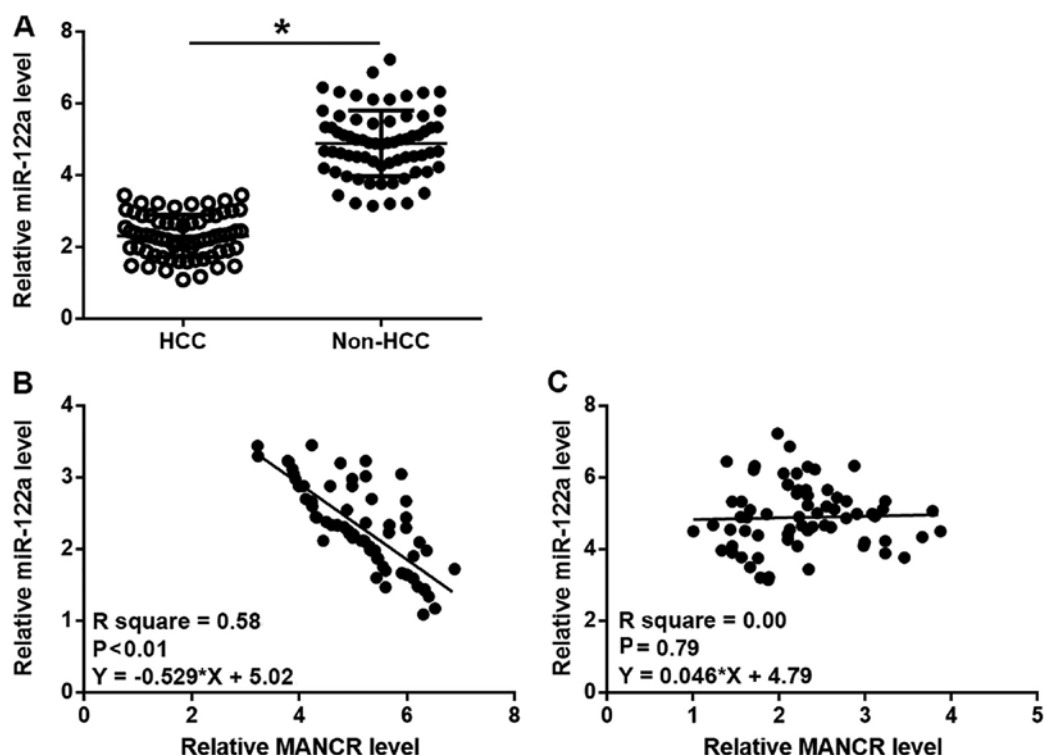 A
Relative miR-122a level
8
6
4
2
0
*
HCC
Non-HCC
B
Relative miR-122a level
4
3
2
1
0
R square = 0.58
P<0.01
Y = -0.529*X + 5.02
0
2
4
6
8
Relative MANCR level
C
Relative miR-122a level
8
6
4
2
0
R square = 0.00
P = 0.79
Y = 0.046*X + 4.79
0
1
2
3
4
5
Relative MANCR level